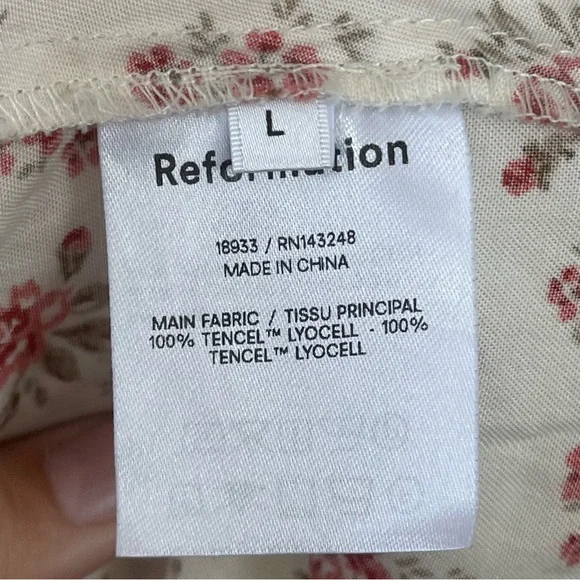 L
Reformation
18933 / RN143248
MADE IN CHINA
MAIN FABRIC / TISSU PRINCIPAL
100% TENCEL™ LYOCELL - 100%
TENCEL™ LYOCELL